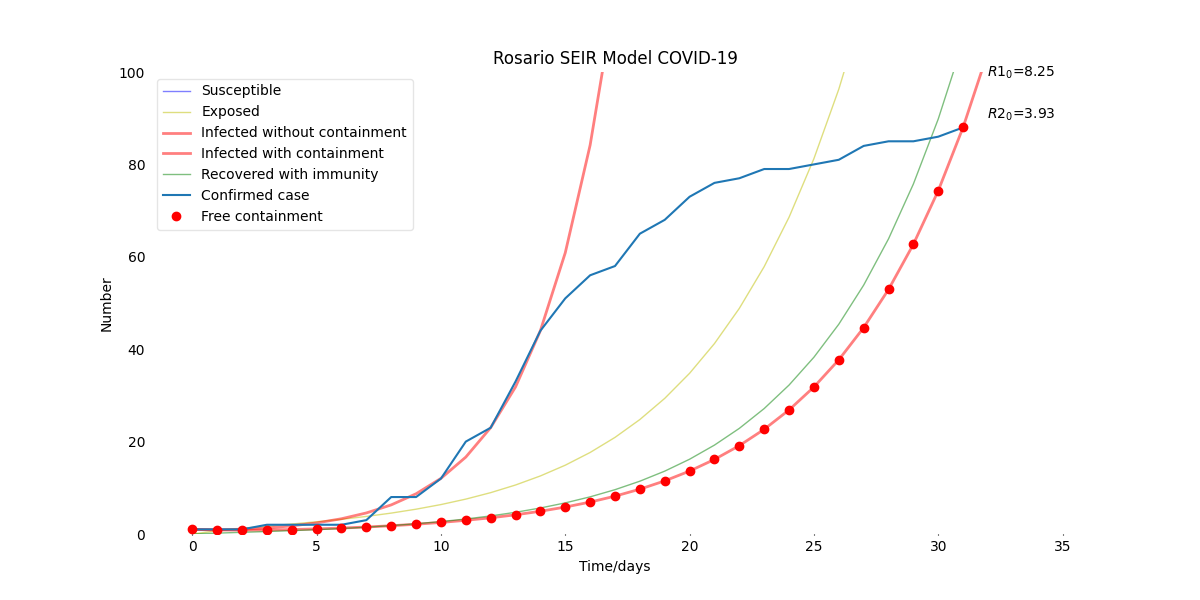 Rosario SEIR Model COVID-19
Susceptible
Exposed
Infected without containment
Infected with containment
Recovered with immunity
Confirmed case
Free containment
R1₀=8.25
R2₀=3.93
Number
100
80
60
40
20
0
0 5 10 15 20 25 30 35
Time/days